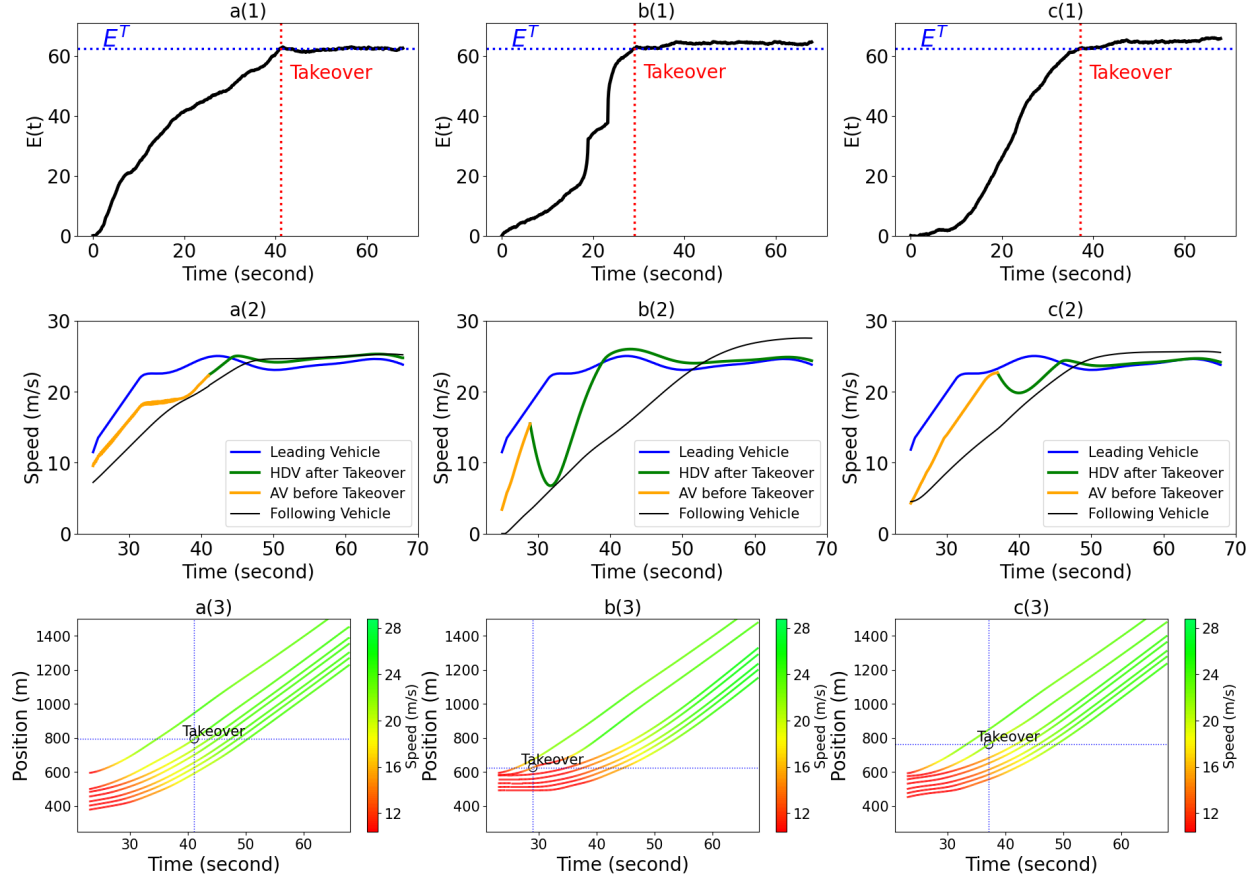 a(1)
b(1)
c(1)
E^T
E^T
E^T
Takeover
Takeover
Takeover
E(t)
60
40
20
0
E(t)
60
40
20
0
E(t)
60
40
20
0
0 20 40 60
0 20 40 60
0 20 40 60
Time (second)
Time (second)
Time (second)
a(2)
b(2)
c(2)
Speed (m/s)
30
20
10
0
Leading Vehicle
HDV after Takeover
AV before Takeover
Following Vehicle
30 40 50 60 70
Time (second)
Speed (m/s)
30
20
10
0
Leading Vehicle
HDV after Takeover
AV before Takeover
Following Vehicle
30 40 50 60 70
Time (second)
Speed (m/s)
30
20
10
0
Leading Vehicle
HDV after Takeover
AV before Takeover
Following Vehicle
30 40 50 60 70
Time (second)
a(3)
b(3)
c(3)
Position (m)
1400
1200
1000
800
600
400
Takeover
30 40 50 60
Time (second)
Speed (m/s)
28
24
20
16
12
Position (m)
1400
1200
1000
800
600
400
Takeover
30 40 50 60
Time (second)
Speed (m/s)
28
24
20
16
12
Position (m)
1400
1200
1000
800
600
400
Takeover
30 40 50 60
Time (second)
Speed (m/s)
28
24
20
16
12